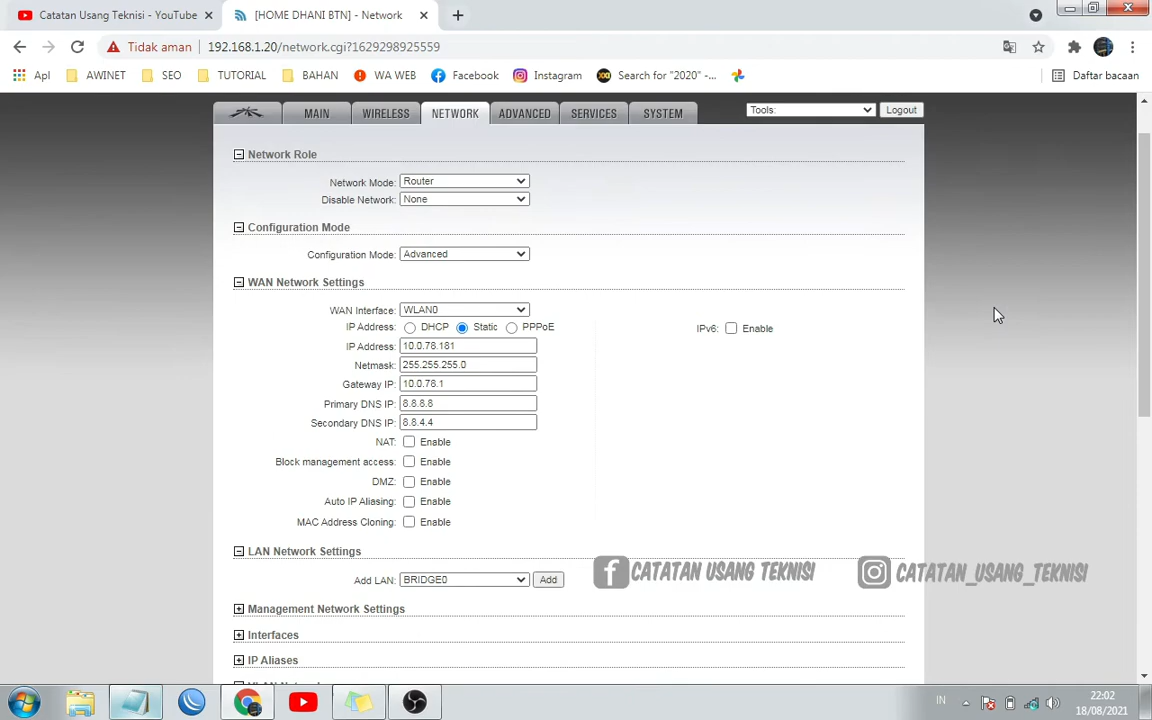 Catatan Usang Teknisi - YouTube
[HOME DHANI BTN] - Network
Tidak aman
192.168.1.20/network.cgi?1629298925559
Apl
AWINET
SEO
TUTORIAL
BAHAN
WA WEB
Facebook
Instagram
Search for "2020" -...
Daftar bacaan
MAIN
WIRELESS
NETWORK
ADVANCED
SERVICES
SYSTEM
Tools:
Logout
Network Role
Network Mode: Router
Disable Network: None
Configuration Mode
Configuration Mode: Advanced
WAN Network Settings
WAN Interface: WLAN0
IP Address: DHCP Static PPPoE
IPv6: Enable
IP Address: 10.0.76.181
Netmask: 255.255.255.0
Gateway IP: 10.0.76.1
Primary DNS IP: 8.8.8.8
Secondary DNS IP: 8.8.4.4
NAT: Enable
Block management access: Enable
DMZ: Enable
Auto IP Aliasing: Enable
MAC Address Cloning: Enable
LAN Network Settings
Add LAN: BRIDGE0 Add
CATATAN USANG TEKNISI
CATATAN_USANG_TEKNISI
Management Network Settings
Interfaces
IP Aliases
IN
22:02
18/08/2021